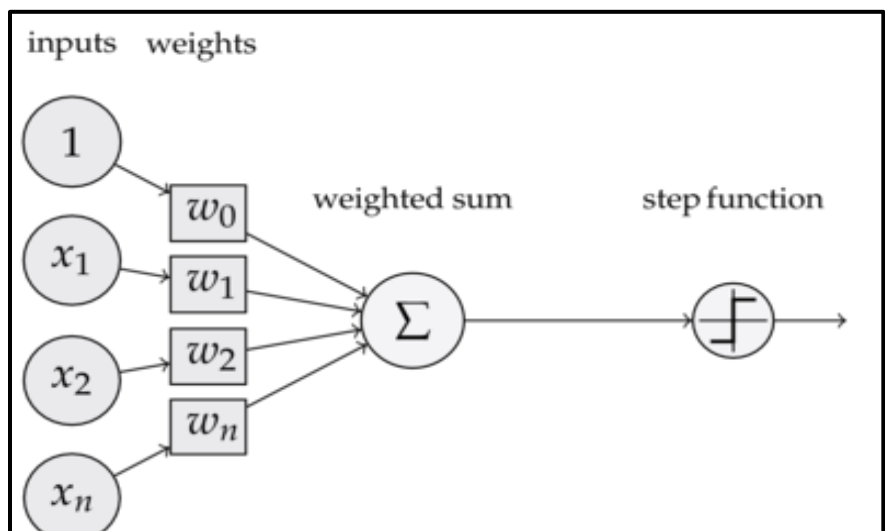 inputs weights
1
w₀
weighted sum
step function
x₁
w₁
Σ
x₂
w₂
wₙ
xₙ